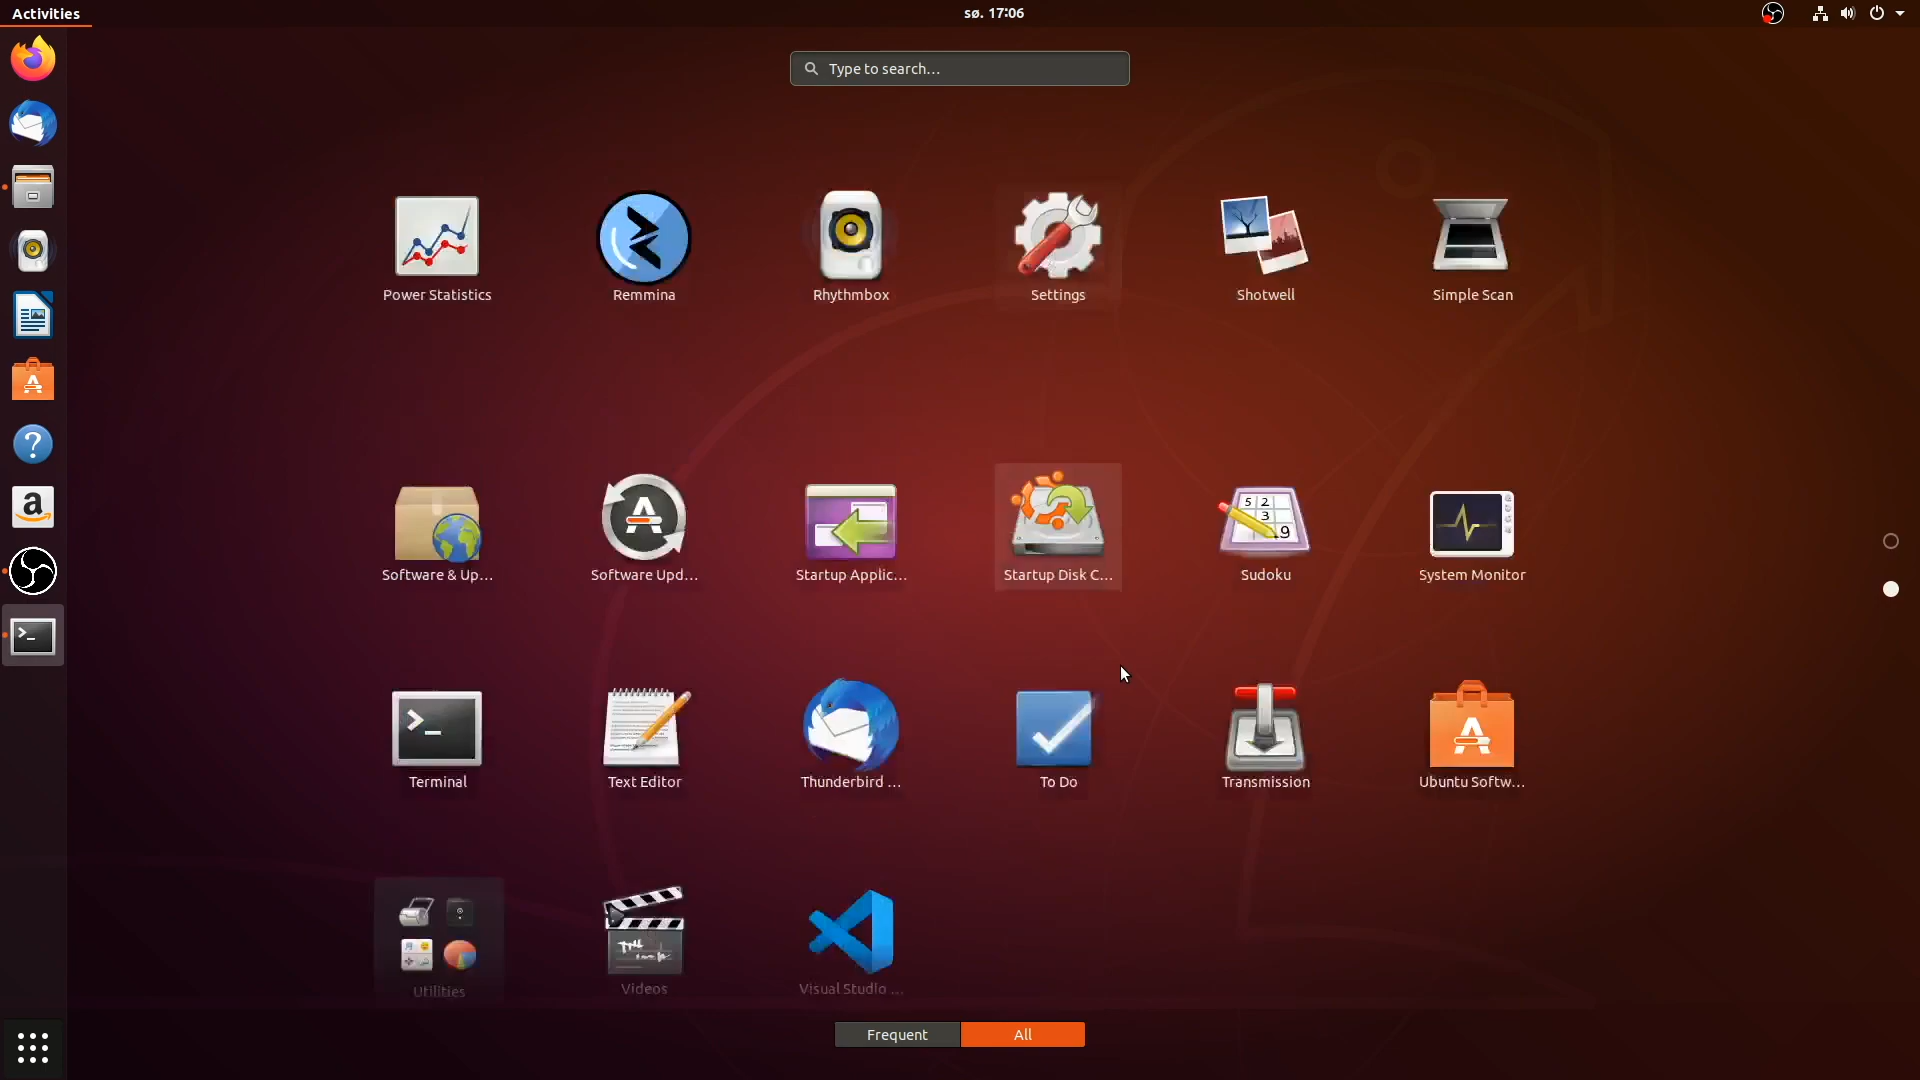 Activities
sø. 17:06
Type to search...
Power Statistics
Remmina
Rhythmbox
Settings
Shotwell
Simple Scan
Software & Up...
Software Upd...
Startup Applic...
Startup Disk C...
Sudoku
System Monitor
Terminal
Text Editor
Thunderbird ...
To Do
Transmission
Ubuntu Softw...
Utilities
Videos
Visual Studio ...
Frequent
All